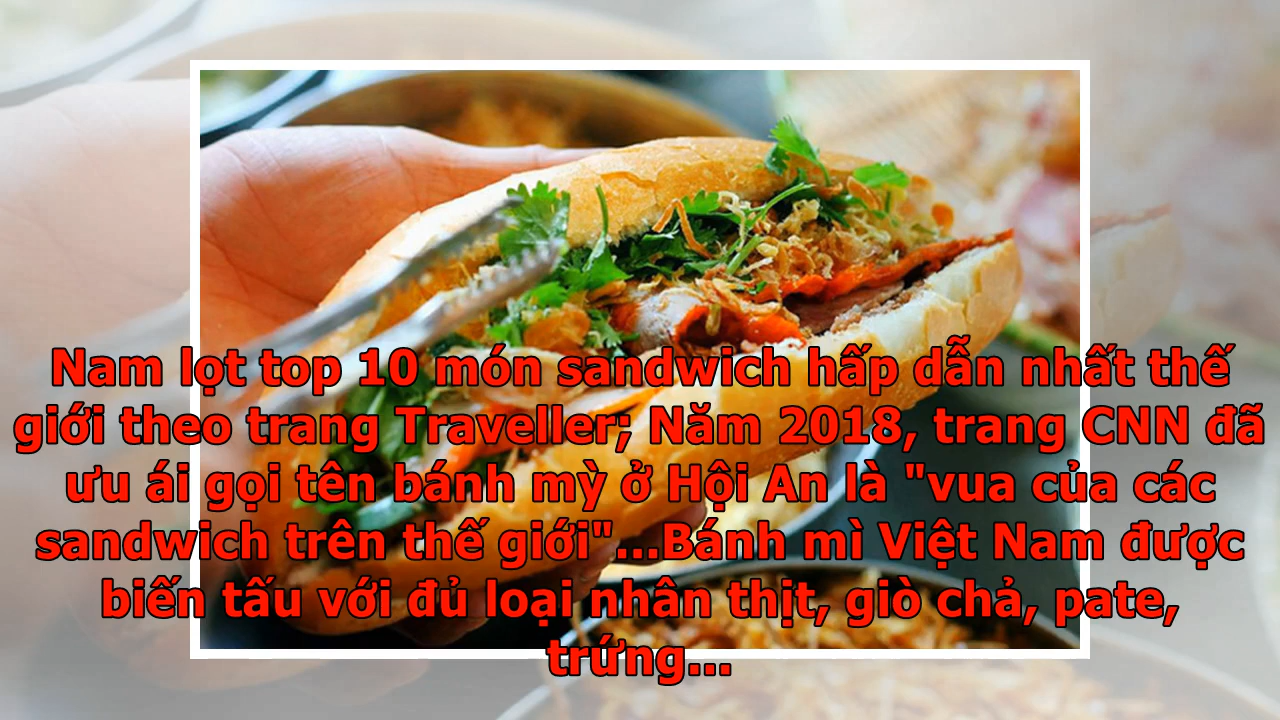 Nam lọt top 10 món sandwich hấp dẫn nhất thế
giới theo trang Traveller; Năm 2018, trang CNN đã
ưu ái gọi tên bánh mỳ ở Hội An là "vua của các
sandwich trên thế giới"...Bánh mì Việt Nam được
biến tấu với đủ loại nhân thịt, giò chả, pate,
trứng...